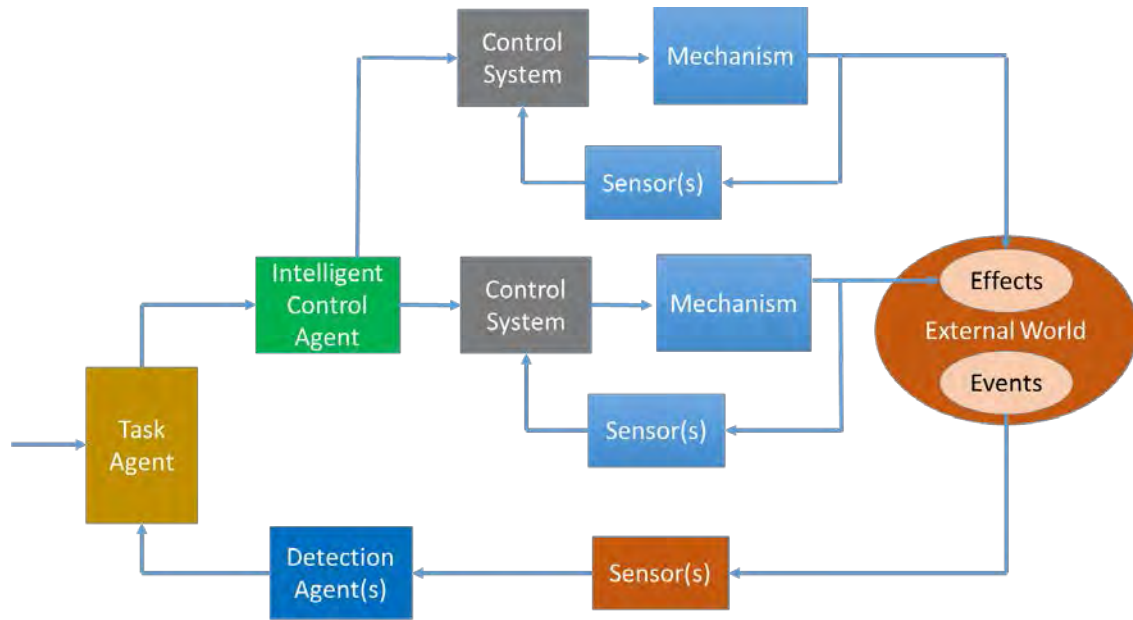 Control
System
Mechanism
Sensor(s)
Intelligent
Control
Agent
Control
System
Mechanism
Effects
External World
Events
Task
Agent
Sensor(s)
Detection
Agent(s)
Sensor(s)